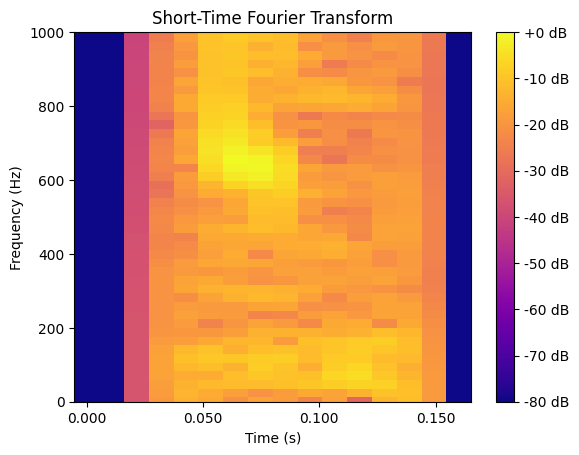 Short-Time Fourier Transform
1000
800
600
400
200
0
Frequency (Hz)
0.000
0.050
0.100
0.150
Time (s)
+0 dB
-10 dB
-20 dB
-30 dB
-40 dB
-50 dB
-60 dB
-70 dB
-80 dB